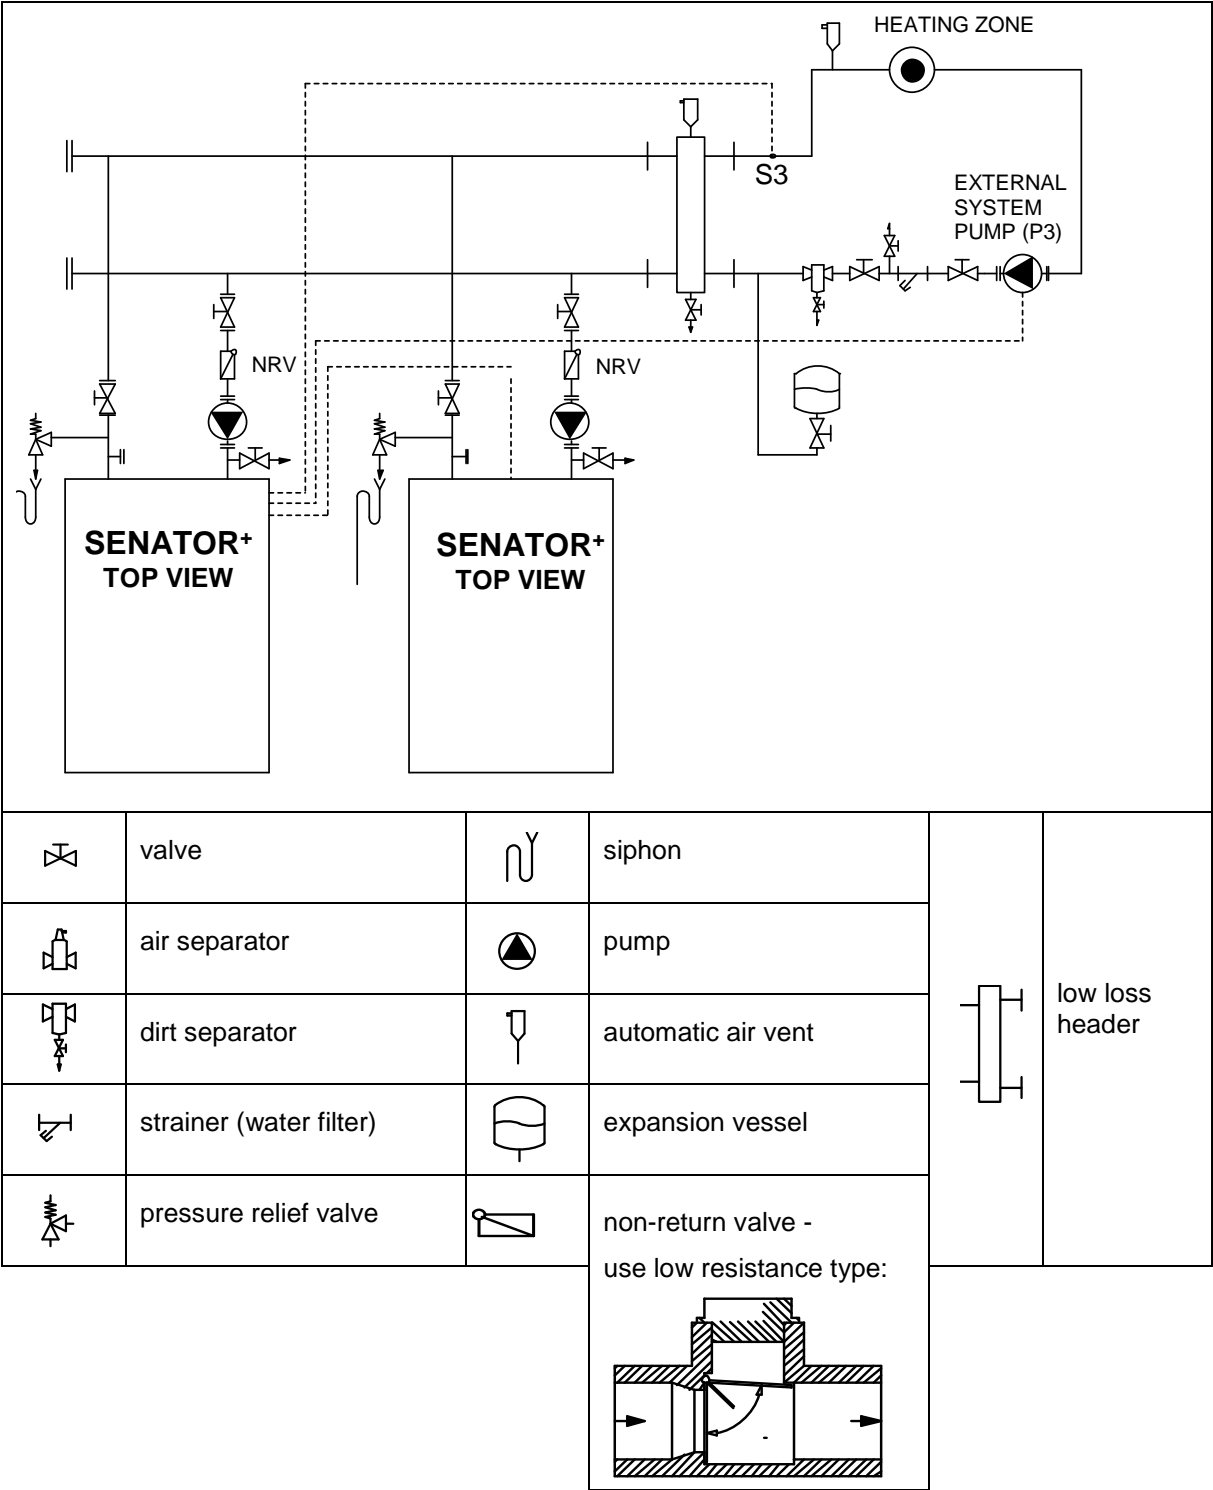 HEATING ZONE
S3
EXTERNAL
SYSTEM
PUMP (P3)
NRV
NRV
SENATOR+
TOP VIEW
SENATOR+
TOP VIEW
valve
siphon
air separator
pump
dirt separator
automatic air vent
low loss
header
strainer (water filter)
expansion vessel
pressure relief valve
non-return valve -
use low resistance type: